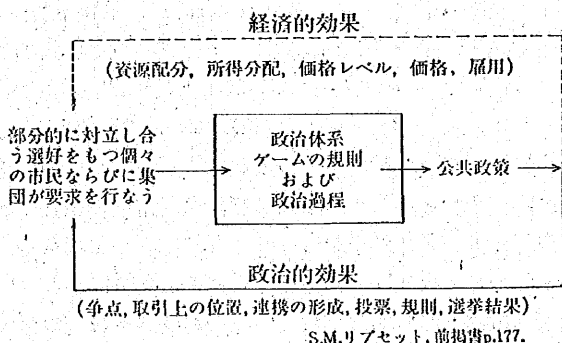 経済的効果
(資源配分, 所得分配, 価格レベル, 価格, 雇用)
部分的に対立し合
う選好をもつ個々
の市民ならびに集
団が要求を行なう
政治体系
ゲームの規則
および
政治過程
公共政策
政治的効果
(争点, 取引上の位置, 連携の形成, 投票, 規則, 選挙結果)
S.M.リプセット, 前掲書p.177.